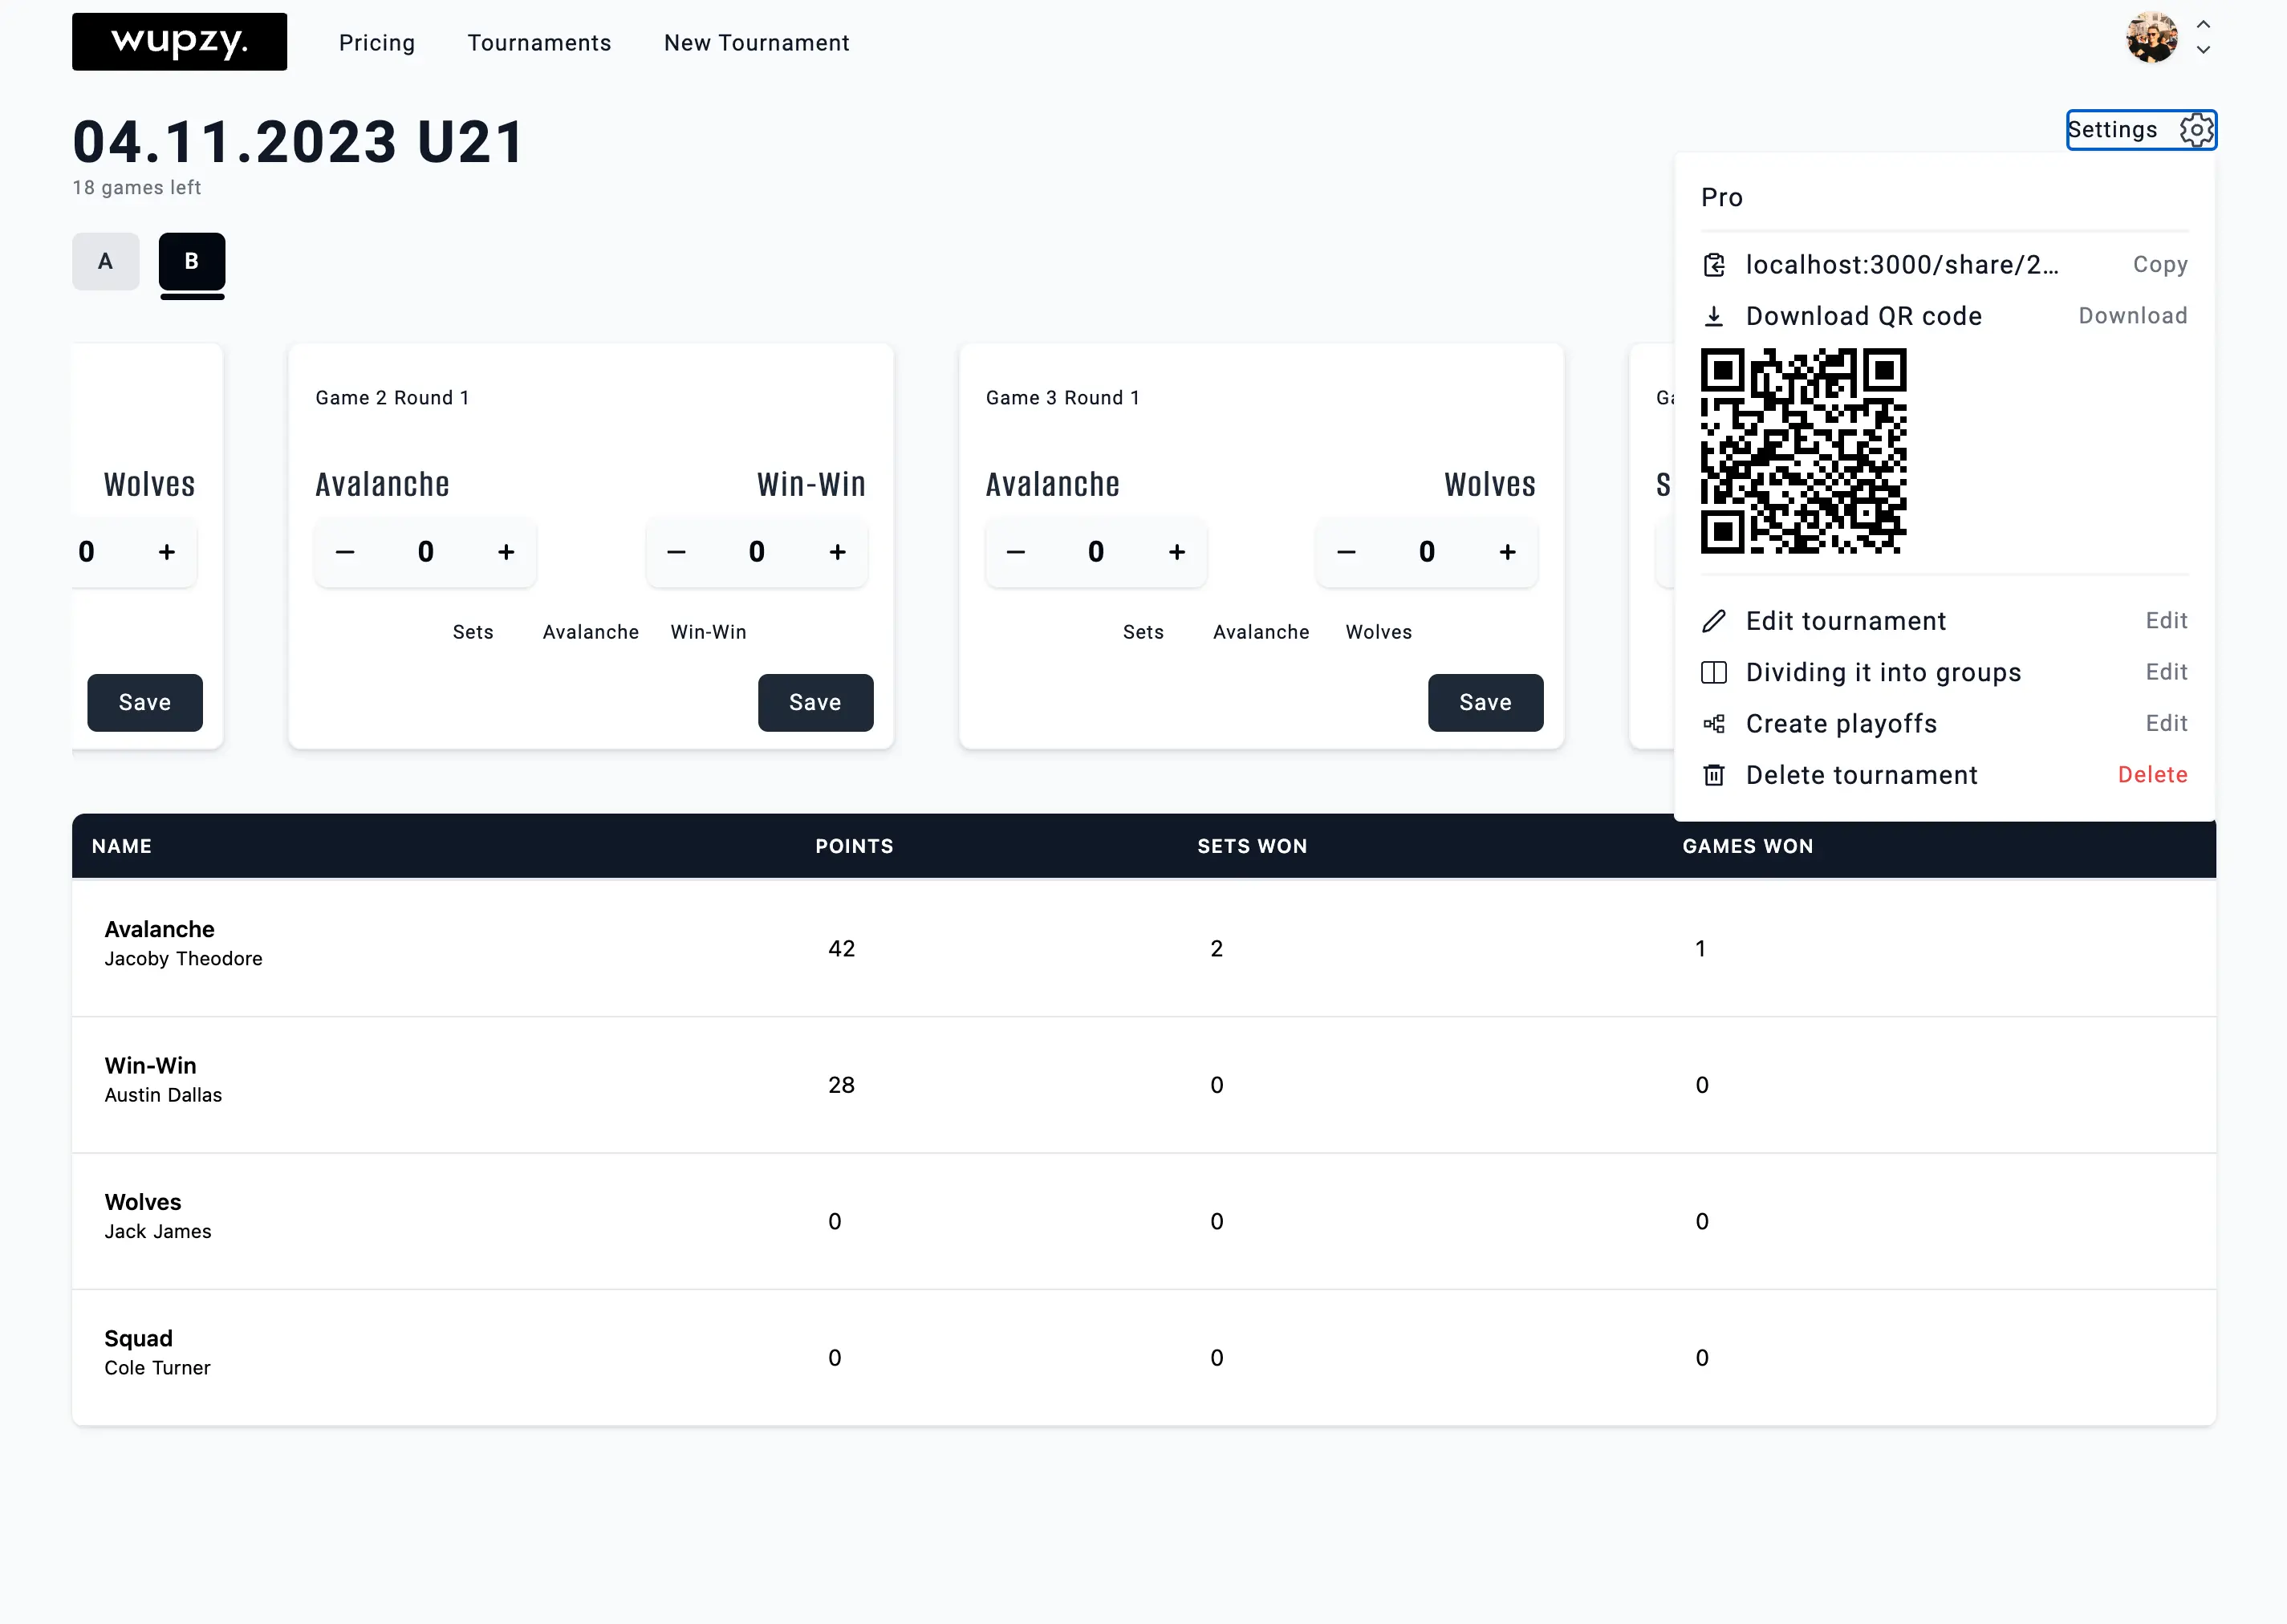 wupzy.
Pricing
Tournaments
New Tournament
04.11.2023 U21
18 games left
Settings
A
B
Pro
localhost:3000/share/2...
Copy
Download QR code
Download
Edit tournament
Edit
Dividing it into groups
Edit
Create playoffs
Edit
Delete tournament
Delete
Wolves
0 +
Save
Game 2 Round 1
Avalanche Win-Win
− 0 + − 0 +
Sets Avalanche Win-Win
Save
Game 3 Round 1
Avalanche Wolves
− 0 + − 0 +
Sets Avalanche Wolves
Save
NAME POINTS SETS WON GAMES WON
Avalanche
Jacoby Theodore
42 2 1
Win-Win
Austin Dallas
28 0 0
Wolves
Jack James
0 0 0
Squad
Cole Turner
0 0 0